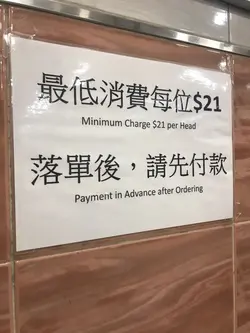 最低消費每位$21
Minimum Charge $21 per Head
落單後，請先付款
Payment in Advance after Ordering